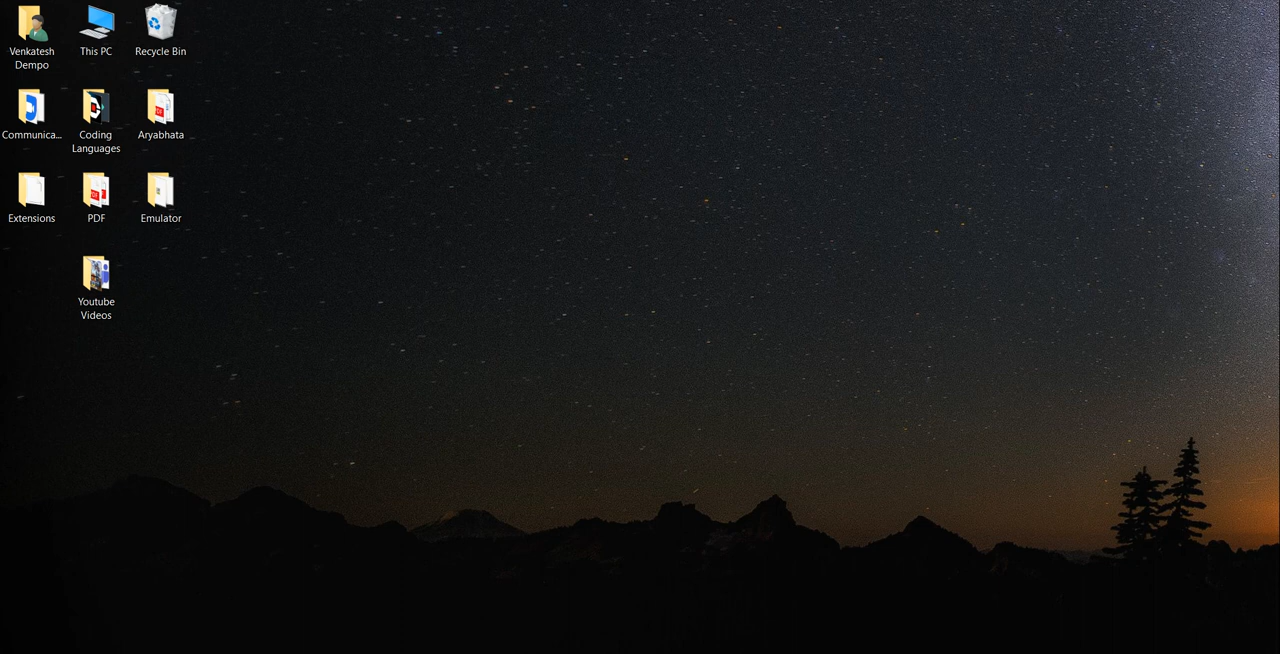 Venkatesh
Dempo
This PC
Recycle Bin
Communica...
Coding
Languages
Aryabhata
Extensions
PDF
Emulator
Youtube
Videos